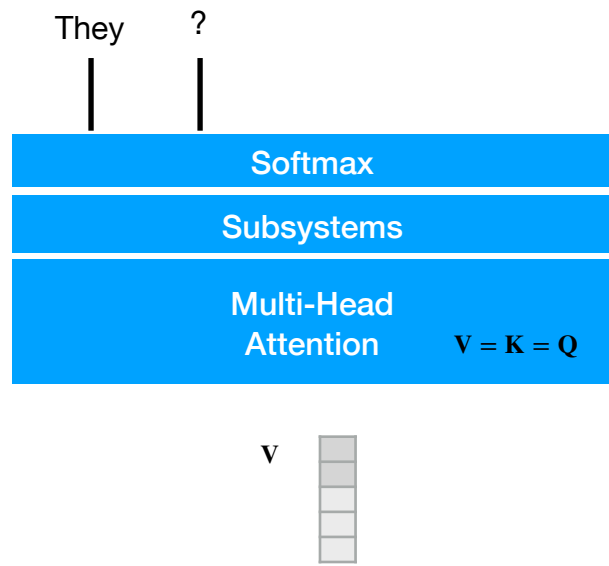 They ?
Softmax
Subsystems
Multi-Head
Attention
V = K = Q
V